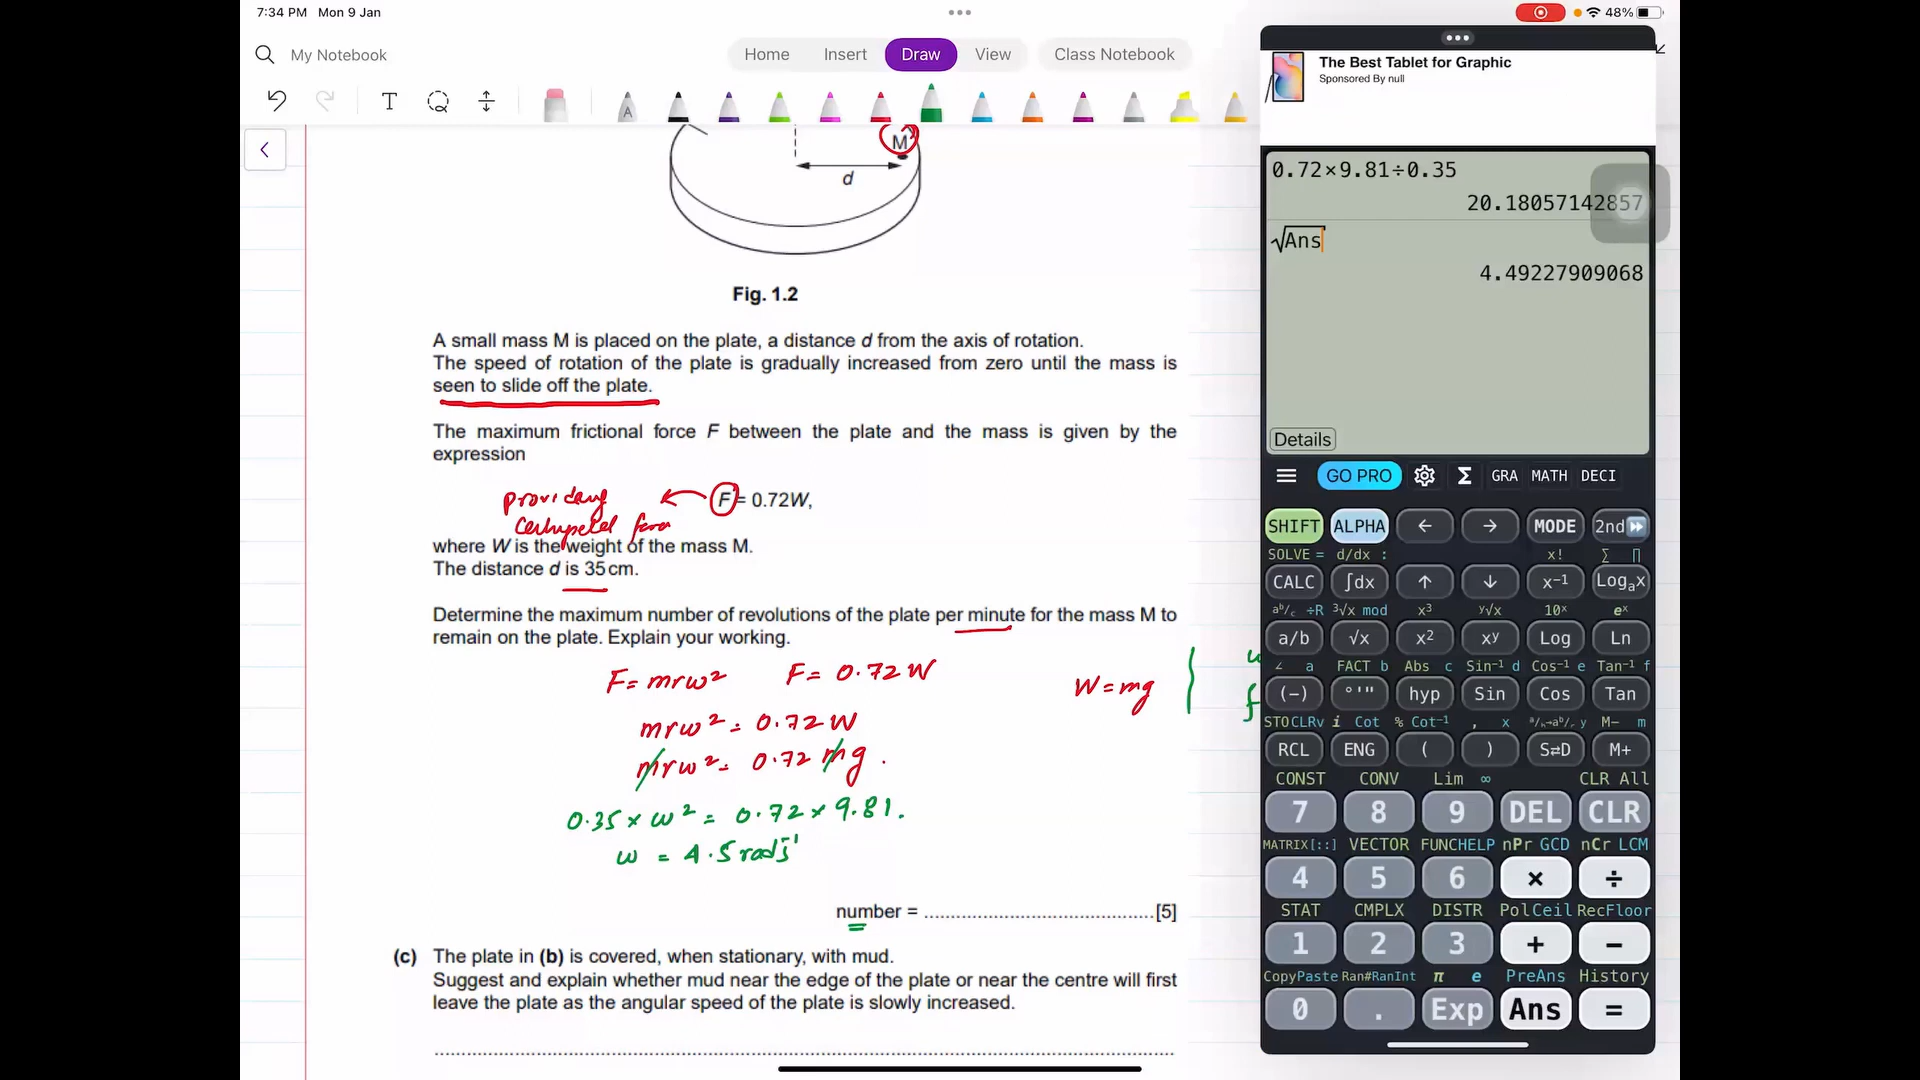 7:34 PM Mon 9 Jan
48%
My Notebook
Home Insert Draw View Class Notebook
T
A
M
d
Fig. 1.2
A small mass M is placed on the plate, a distance d from the axis of rotation.
The speed of rotation of the plate is gradually increased from zero until the mass is
seen to slide off the plate.
The maximum frictional force F between the plate and the mass is given by the
expression
providing
F = 0.72W,
centripetal force
where W is the weight of the mass M.
The distance d is 35 cm.
Determine the maximum number of revolutions of the plate per minute for the mass M to
remain on the plate. Explain your working.
F = mrω² F = 0.72 W
W = mg
mrω² = 0.72 W
mrω² = 0.72 mg.
0.35 × ω² = 0.72 × 9.81.
ω = 4.5 rads⁻¹
number = ............................................[5]
(c) The plate in (b) is covered, when stationary, with mud.
Suggest and explain whether mud near the edge of the plate or near the centre will first
leave the plate as the angular speed of the plate is slowly increased.
The Best Tablet for Graphic
Sponsored By null
0.72×9.81÷0.35
20.18057142857
√Ans
4.49227909068
Details
GO PRO Σ GRA MATH DECI
SHIFT ALPHA ← → MODE 2nd
SOLVE = d/dx : x! ∑ ∏
CALC ∫dx ↑ ↓ x⁻¹ Logₐx
aᵇ/c ÷R ³√x mod x³ ʸ√x 10ˣ eˣ
a/b √x x² xʸ Log Ln
∠ a FACT b Abs c Sin⁻¹ d Cos⁻¹ e Tan⁻¹ f
(−) °'" hyp Sin Cos Tan
STO CLRv i Cot % Cot⁻¹ , x y M− m
RCL ENG ( ) S⇄D M+
CONST CONV Lim ∞ CLR All
7 8 9 DEL CLR
MATRIX[::] VECTOR FUNC HELP nPr GCD nCr LCM
4 5 6 × ÷
STAT CMPLX DISTR Pol Ceil Rec Floor
1 2 3 + −
Copy Paste Ran# RanInt π e PreAns History
0 . Exp Ans =